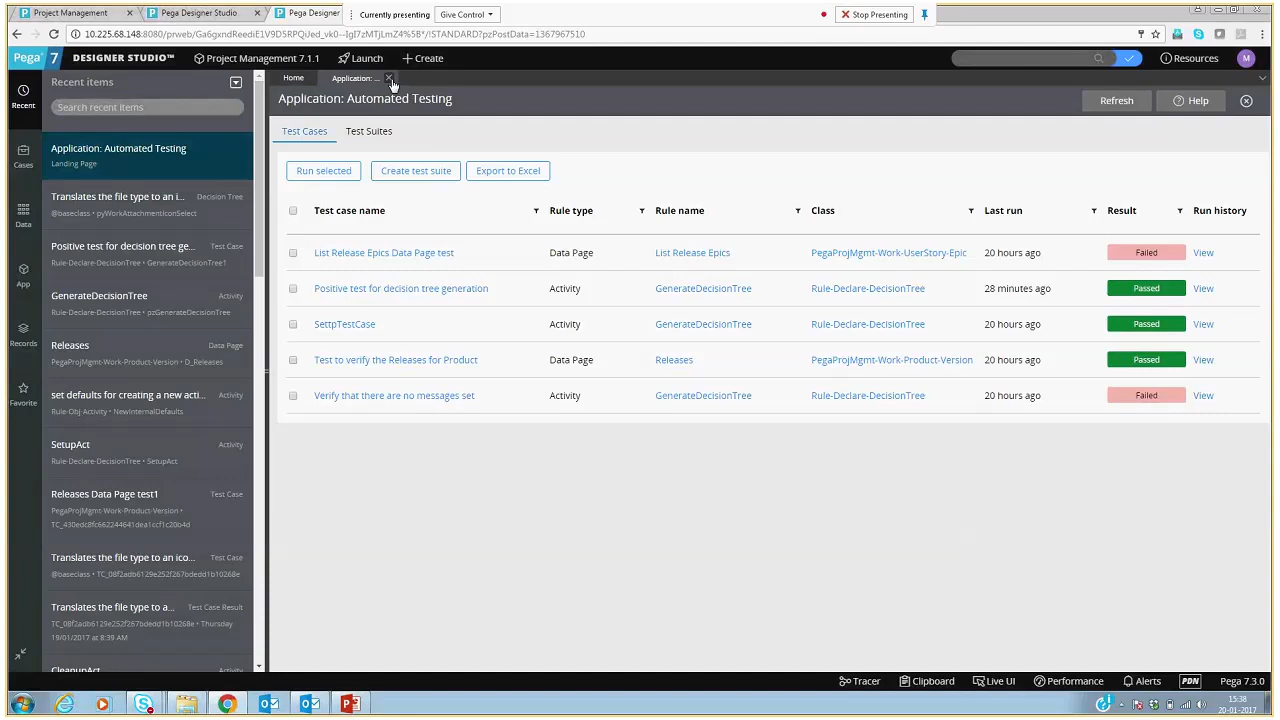 Project Management
Pega Designer Studio
Pega Designer
Currently presenting
Give Control
Stop Presenting
10.225.68.148:8080/prweb/Ga6gxndReediE1V9D5RPQiJed_vk0--IgI7zMTjLmZ4%5B*/!STANDARD?pzPostData=1367967510
Pega 7 DESIGNER STUDIO™ Project Management 7.1.1 Launch Create Resources M
Recent items
Search recent items
Recent
Cases
Data
App
Records
Favorite
Application: Automated Testing
Landing Page
Translates the file type to an i... Decision Tree
@baseclass • pyWorkAttachmentIconSelect
Positive test for decision tree ge... Test Case
Rule-Declare-DecisionTree • GenerateDecisionTree1
GenerateDecisionTree Activity
Rule-Declare-DecisionTree • pzGenerateDecisionTree
Releases Data Page
PegaProjMgmt-Work-Product-Version • D_Releases
set defaults for creating a new acti... Activity
Rule-Obj-Activity • NewInternalDefaults
SetupAct Activity
Rule-Declare-DecisionTree • SetupAct
Releases Data Page test1 Test Case
PegaProjMgmt-Work-Product-Version •
TC_430edc8fc662244641dea1ccf1c20b4d
Translates the file type to an ico... Test Case
@baseclass • TC_08f2adb6129e252f267bdedd1b10268e
Translates the file type to a... Test Case Result
TC_08f2adb6129e252f267bdedd1b10268e • Thursday
19/01/2017 at 8:39 AM
CleanupAct Activity
Home Application: ...
Application: Automated Testing
Refresh Help
Test Cases Test Suites
Run selected Create test suite Export to Excel
Test case name Rule type Rule name Class Last run Result Run history
List Release Epics Data Page test Data Page List Release Epics PegaProjMgmt-Work-UserStory-Epic 20 hours ago Failed View
Positive test for decision tree generation Activity GenerateDecisionTree Rule-Declare-DecisionTree 28 minutes ago Passed View
SettpTestCase Activity GenerateDecisionTree Rule-Declare-DecisionTree 20 hours ago Passed View
Test to verify the Releases for Product Data Page Releases PegaProjMgmt-Work-Product-Version 20 hours ago Passed View
Verify that there are no messages set Activity GenerateDecisionTree Rule-Declare-DecisionTree 20 hours ago Failed View
Tracer Clipboard Live UI Performance Alerts PDN Pega 7.3.0
15:38
20-01-2017